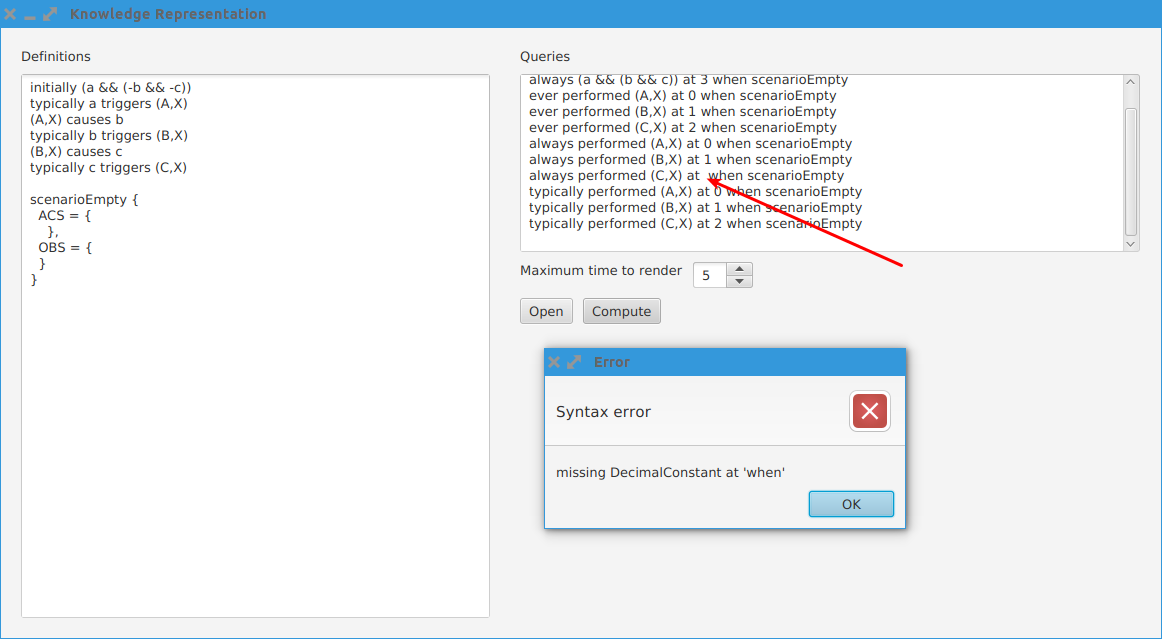 Knowledge Representation
Definitions
initially (a && (-b && -c))
typically a triggers (A,X)
(A,X) causes b
typically b triggers (B,X)
(B,X) causes c
typically c triggers (C,X)
scenarioEmpty {
ACS = {
},
OBS = {
}
}
Queries
always (a && (b && c)) at 3 when scenarioEmpty
ever performed (A,X) at 0 when scenarioEmpty
ever performed (B,X) at 1 when scenarioEmpty
ever performed (C,X) at 2 when scenarioEmpty
always performed (A,X) at 0 when scenarioEmpty
always performed (B,X) at 1 when scenarioEmpty
always performed (C,X) at  when scenarioEmpty
typically performed (A,X) at 0 when scenarioEmpty
typically performed (B,X) at 1 when scenarioEmpty
typically performed (C,X) at 2 when scenarioEmpty
Maximum time to render 5
Open Compute
Error
Syntax error
missing DecimalConstant at 'when'
OK